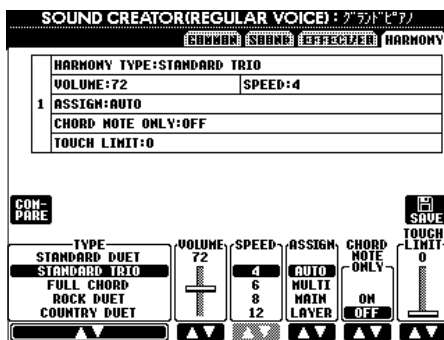 SOUND CREATOR(REGULAR VOICE) : グランドピアノ
COMMON SOUND EFFECT/EQ HARMONY
HARMONY TYPE:STANDARD TRIO
VOLUME:72 SPEED:4
1 ASSIGN:AUTO
CHORD NOTE ONLY:OFF
TOUCH LIMIT:0
COM-
PARE
SAVE
TYPE VOLUME SPEED ASSIGN CHORD NOTE ONLY TOUCH LIMIT
STANDARD DUET 72 0
STANDARD TRIO 4 AUTO
FULL CHORD 6 MULTI
ROCK DUET 8 MAIN ON
COUNTRY DUET 12 LAYER OFF